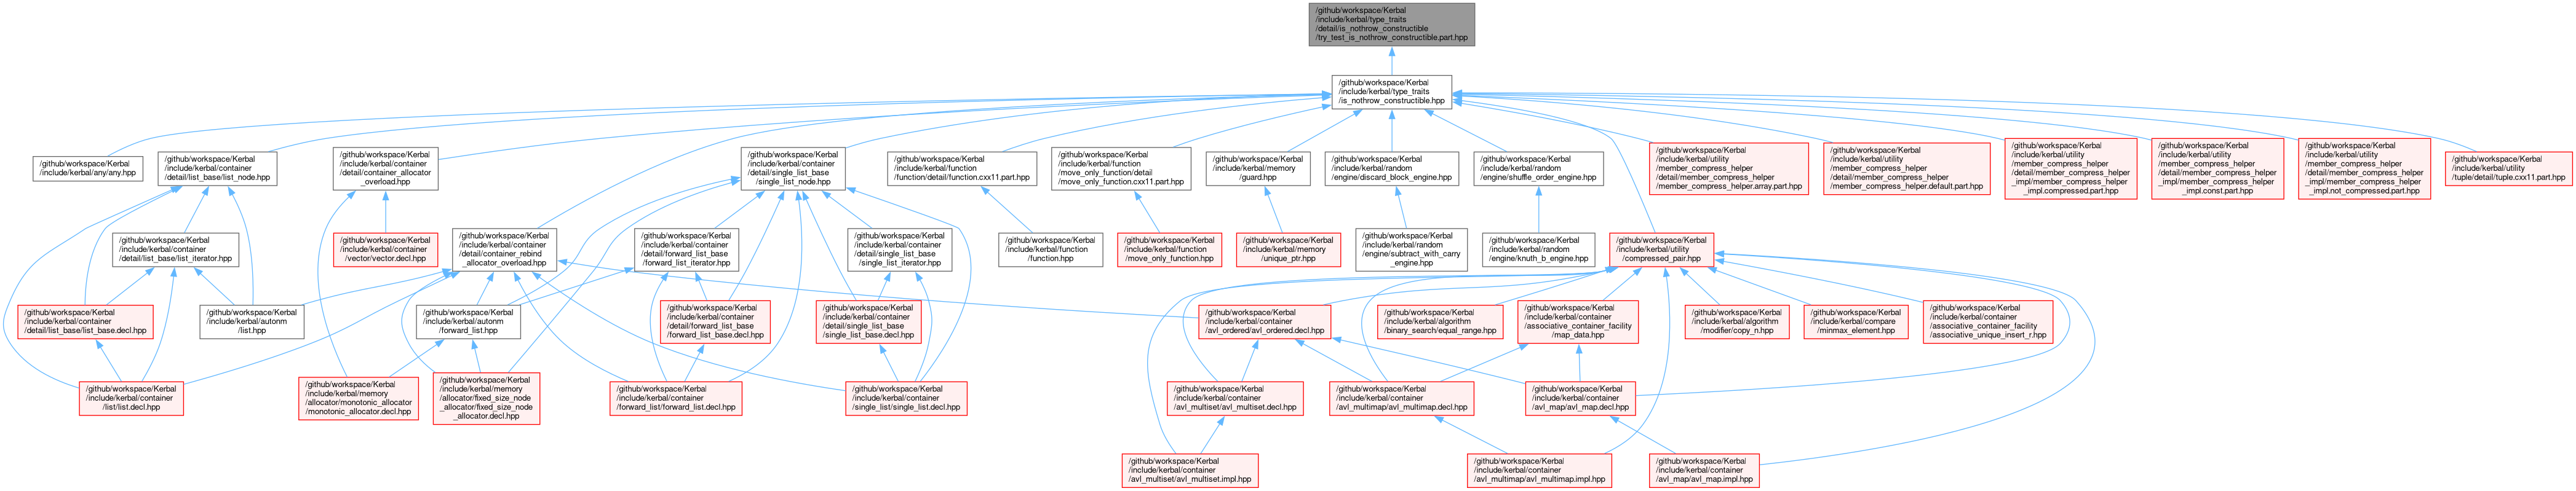 /github/workspace/Kerbal
/include/kerbal/type_traits
/detail/is_nothrow_constructible
/try_test_is_nothrow_constructible.part.hpp
/github/workspace/Kerbal
/include/kerbal/type_traits
/is_nothrow_constructible.hpp
/github/workspace/Kerbal
/include/kerbal/any/any.hpp
/github/workspace/Kerbal
/include/kerbal/container
/detail/list_base/list_node.hpp
/github/workspace/Kerbal
/include/kerbal/container
/detail/container_allocator
_overload.hpp
/github/workspace/Kerbal
/include/kerbal/container
/detail/single_list_base
/single_list_node.hpp
/github/workspace/Kerbal
/include/kerbal/function
/function/detail/function.cxx11.part.hpp
/github/workspace/Kerbal
/include/kerbal/function
/move_only_function/detail
/move_only_function.cxx11.part.hpp
/github/workspace/Kerbal
/include/kerbal/memory
/guard.hpp
/github/workspace/Kerbal
/include/kerbal/random
/engine/discard_block_engine.hpp
/github/workspace/Kerbal
/include/kerbal/random
/engine/shuffle_order_engine.hpp
/github/workspace/Kerbal
/include/kerbal/utility
/member_compress_helper
/detail/member_compress_helper
/member_compress_helper.array.part.hpp
/github/workspace/Kerbal
/include/kerbal/utility
/member_compress_helper
/detail/member_compress_helper
/member_compress_helper.default.part.hpp
/github/workspace/Kerbal
/include/kerbal/utility
/member_compress_helper
/detail/member_compress_helper
_impl/member_compress_helper
_impl.compressed.part.hpp
/github/workspace/Kerbal
/include/kerbal/utility
/member_compress_helper
/detail/member_compress_helper
_impl/member_compress_helper
_impl.const.part.hpp
/github/workspace/Kerbal
/include/kerbal/utility
/member_compress_helper
/detail/member_compress_helper
_impl/member_compress_helper
_impl.not_compressed.part.hpp
/github/workspace/Kerbal
/include/kerbal/utility
/tuple/detail/tuple.cxx11.part.hpp
/github/workspace/Kerbal
/include/kerbal/container
/detail/list_base/list_iterator.hpp
/github/workspace/Kerbal
/include/kerbal/container
/vector/vector.decl.hpp
/github/workspace/Kerbal
/include/kerbal/container
/detail/container_rebind
_allocator_overload.hpp
/github/workspace/Kerbal
/include/kerbal/container
/detail/forward_list_base
/forward_list_iterator.hpp
/github/workspace/Kerbal
/include/kerbal/container
/detail/single_list_base
/single_list_iterator.hpp
/github/workspace/Kerbal
/include/kerbal/function
/function.hpp
/github/workspace/Kerbal
/include/kerbal/function
/move_only_function.hpp
/github/workspace/Kerbal
/include/kerbal/memory
/unique_ptr.hpp
/github/workspace/Kerbal
/include/kerbal/random
/engine/subtract_with_carry
_engine.hpp
/github/workspace/Kerbal
/include/kerbal/random
/engine/knuth_b_engine.hpp
/github/workspace/Kerbal
/include/kerbal/utility
/compressed_pair.hpp
/github/workspace/Kerbal
/include/kerbal/container
/detail/list_base/list_base.decl.hpp
/github/workspace/Kerbal
/include/kerbal/autonm
/list.hpp
/github/workspace/Kerbal
/include/kerbal/autonm
/forward_list.hpp
/github/workspace/Kerbal
/include/kerbal/container
/detail/forward_list_base
/forward_list_base.decl.hpp
/github/workspace/Kerbal
/include/kerbal/container
/detail/single_list_base
/single_list_base.decl.hpp
/github/workspace/Kerbal
/include/kerbal/container
/avl_ordered/avl_ordered.decl.hpp
/github/workspace/Kerbal
/include/kerbal/algorithm
/binary_search/equal_range.hpp
/github/workspace/Kerbal
/include/kerbal/container
/associative_container_facility
/map_data.hpp
/github/workspace/Kerbal
/include/kerbal/algorithm
/modifier/copy_n.hpp
/github/workspace/Kerbal
/include/kerbal/compare
/minmax_element.hpp
/github/workspace/Kerbal
/include/kerbal/container
/associative_container_facility
/associative_unique_insert_r.hpp
/github/workspace/Kerbal
/include/kerbal/container
/list/list.decl.hpp
/github/workspace/Kerbal
/include/kerbal/memory
/allocator/monotonic_allocator
/monotonic_allocator.decl.hpp
/github/workspace/Kerbal
/include/kerbal/memory
/allocator/fixed_size_node
_allocator/fixed_size_node
_allocator.decl.hpp
/github/workspace/Kerbal
/include/kerbal/container
/forward_list/forward_list.decl.hpp
/github/workspace/Kerbal
/include/kerbal/container
/single_list/single_list.decl.hpp
/github/workspace/Kerbal
/include/kerbal/container
/avl_multiset/avl_multiset.decl.hpp
/github/workspace/Kerbal
/include/kerbal/container
/avl_multimap/avl_multimap.decl.hpp
/github/workspace/Kerbal
/include/kerbal/container
/avl_map/avl_map.decl.hpp
/github/workspace/Kerbal
/include/kerbal/container
/avl_multiset/avl_multiset.impl.hpp
/github/workspace/Kerbal
/include/kerbal/container
/avl_multimap/avl_multimap.impl.hpp
/github/workspace/Kerbal
/include/kerbal/container
/avl_map/avl_map.impl.hpp